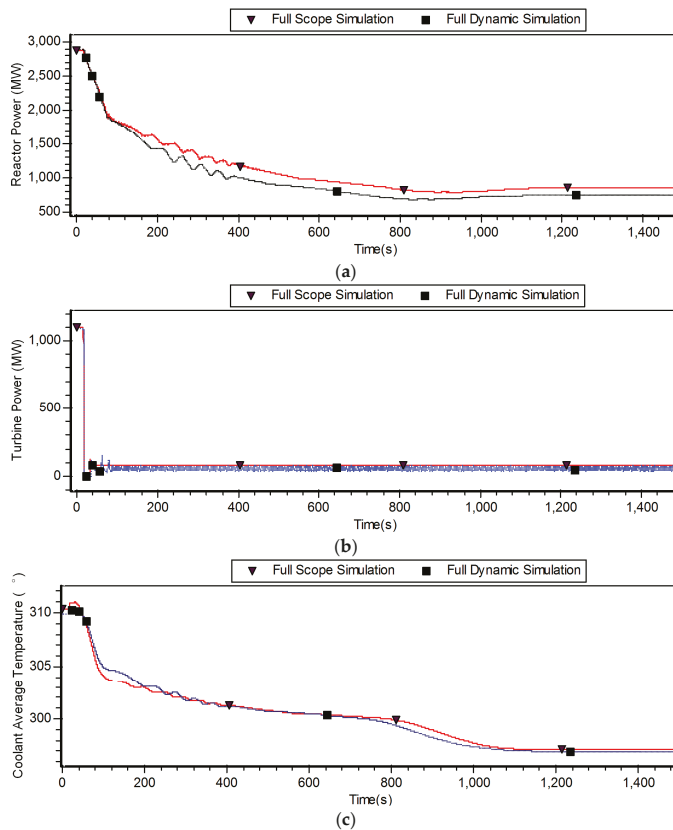 Full Scope Simulation Full Dynamic Simulation
Reactor Power (MW)
3,000
2,500
2,000
1,500
1,000
500
0 200 400 600 800 1,000 1,200 1,400
Time(s)
(a)
Full Scope Simulation Full Dynamic Simulation
Turbine Power (MW)
1,000
500
0
0 200 400 600 800 1,000 1,200 1,400
Time(s)
(b)
Full Scope Simulation Full Dynamic Simulation
Coolant Average Temperature ( °)
310
305
300
0 200 400 600 800 1,000 1,200 1,400
Time(s)
(c)